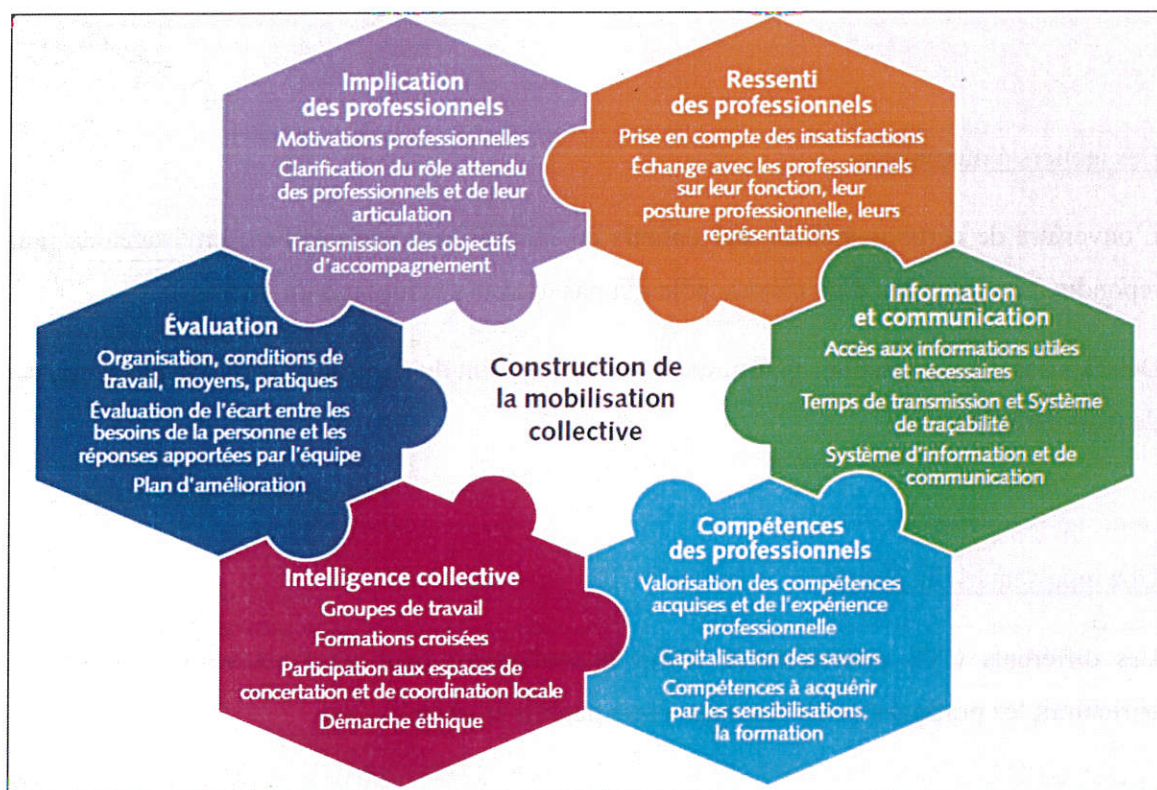 Implication
des professionnels
Motivations professionnelles
Clarification du rôle attendu
des professionnels et de leur
articulation
Transmission des objectifs
d'accompagnement
Ressenti
des professionnels
Prise en compte des insatisfactions
Échange avec les professionnels
sur leur fonction, leur
posture professionnelle, leurs
représentations
Évaluation
Organisation, conditions de
travail, moyens, pratiques
Évaluation de l'écart entre les
besoins de la personne et les
réponses apportées par l'équipe
Plan d'amélioration
Construction de
la mobilisation
collective
Information
et communication
Accès aux informations utiles
et nécessaires
Temps de transmission et Système
de traçabilité
Système d'information et de
communication
Intelligence collective
Groupes de travail
Formations croisées
Participation aux espaces de
concertation et de coordination locale
Démarche éthique
Compétences
des professionnels
Valorisation des compétences
acquises et de l'expérience
professionnelle
Capitalisation des savoirs
Compétences à acquérir
par les sensibilisations,
la formation